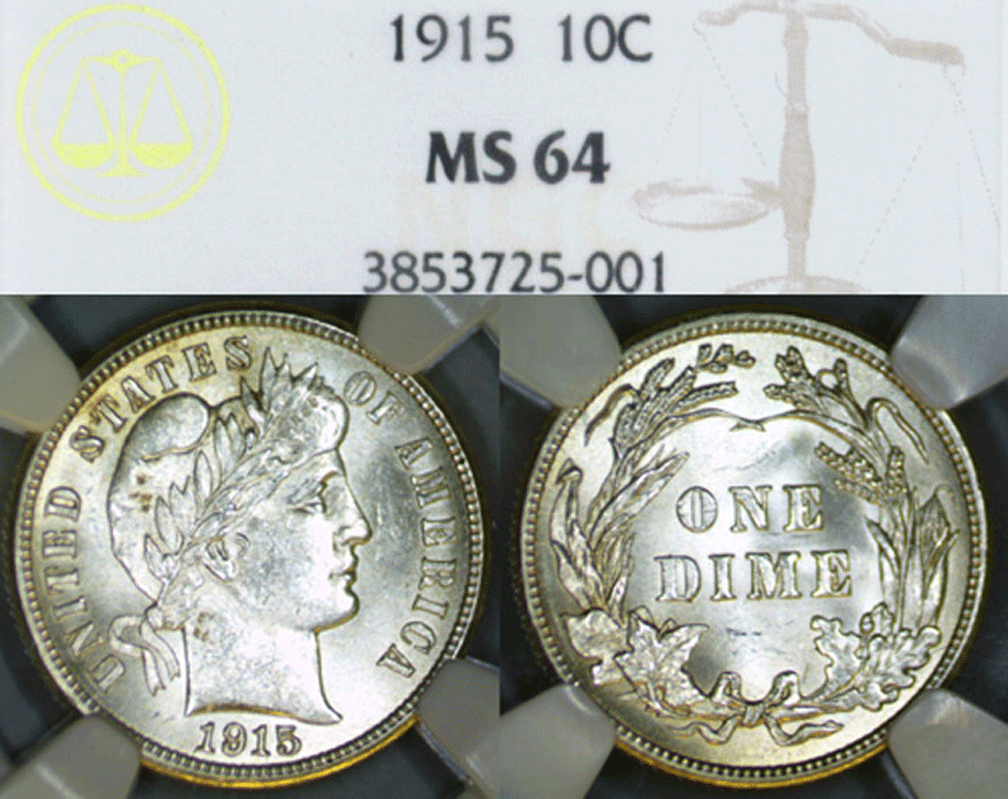 1915 10C
MS 64
3853725-001
UNITED STATES OF AMERICA
1915
ONE
DIME